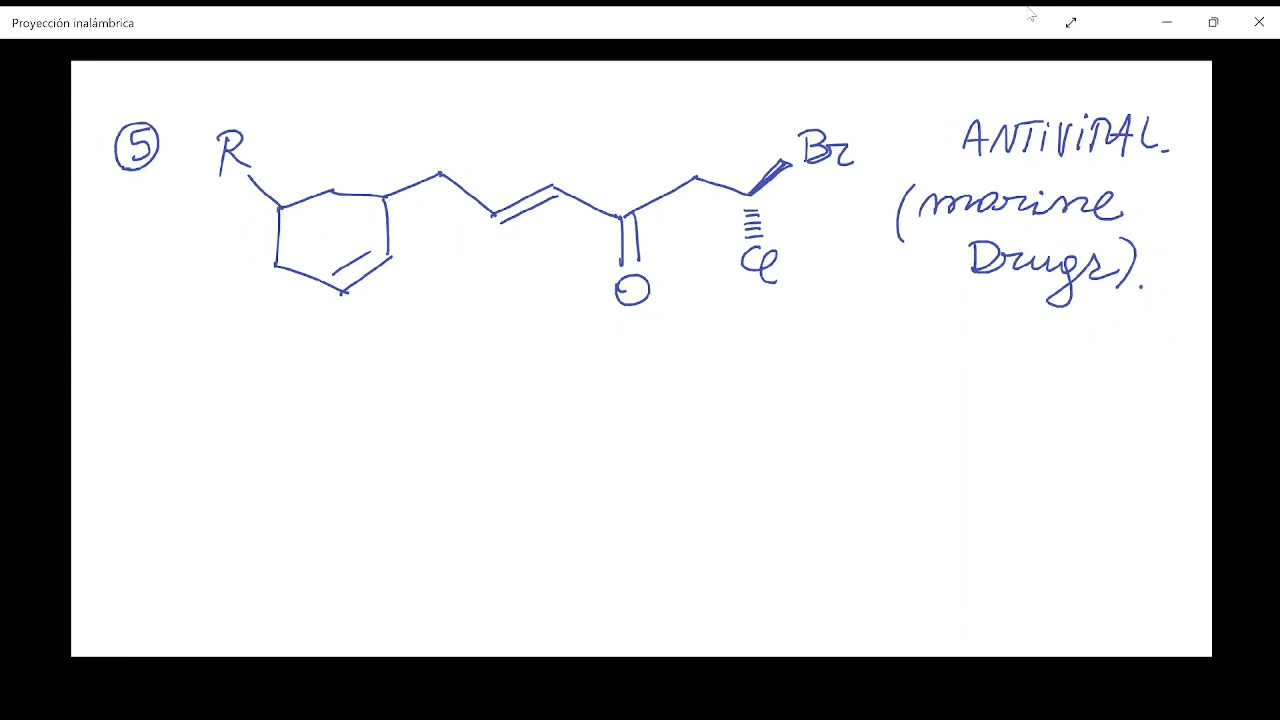 Proyección inalámbrica
5 R Br ANTIVIRAL.
(marine
O Cl Drugs).